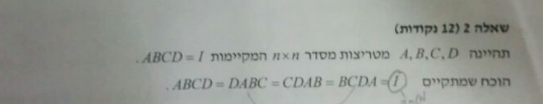 שאלה 2 (12 נקודות)
תהיינה A, B, C, D מטריצות מסדר n×n המקיימות ABCD = I.
הוכח שמתקיים ABCD = DABC = CDAB = BCDA = I.